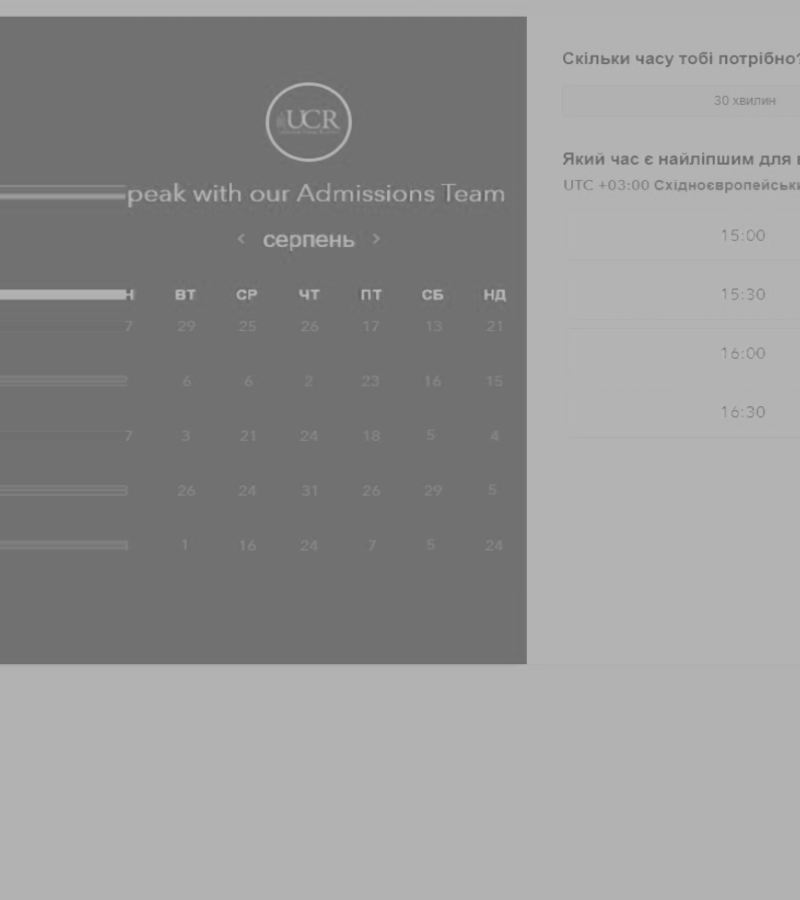 UCR
peak with our Admissions Team
< серпень >
Н ВТ СР ЧТ ПТ СБ НД
7 29 25 26 17 13 21
6 6 2 23 16 15
7 3 21 24 18 5 4
26 24 31 26 29 5
1 16 24 7 5 24
Скільки часу тобі потрібно?
30 хвилин
Який час є найліпшим для
UTC +03:00 Східноєвропейськи
15:00
15:30
16:00
16:30